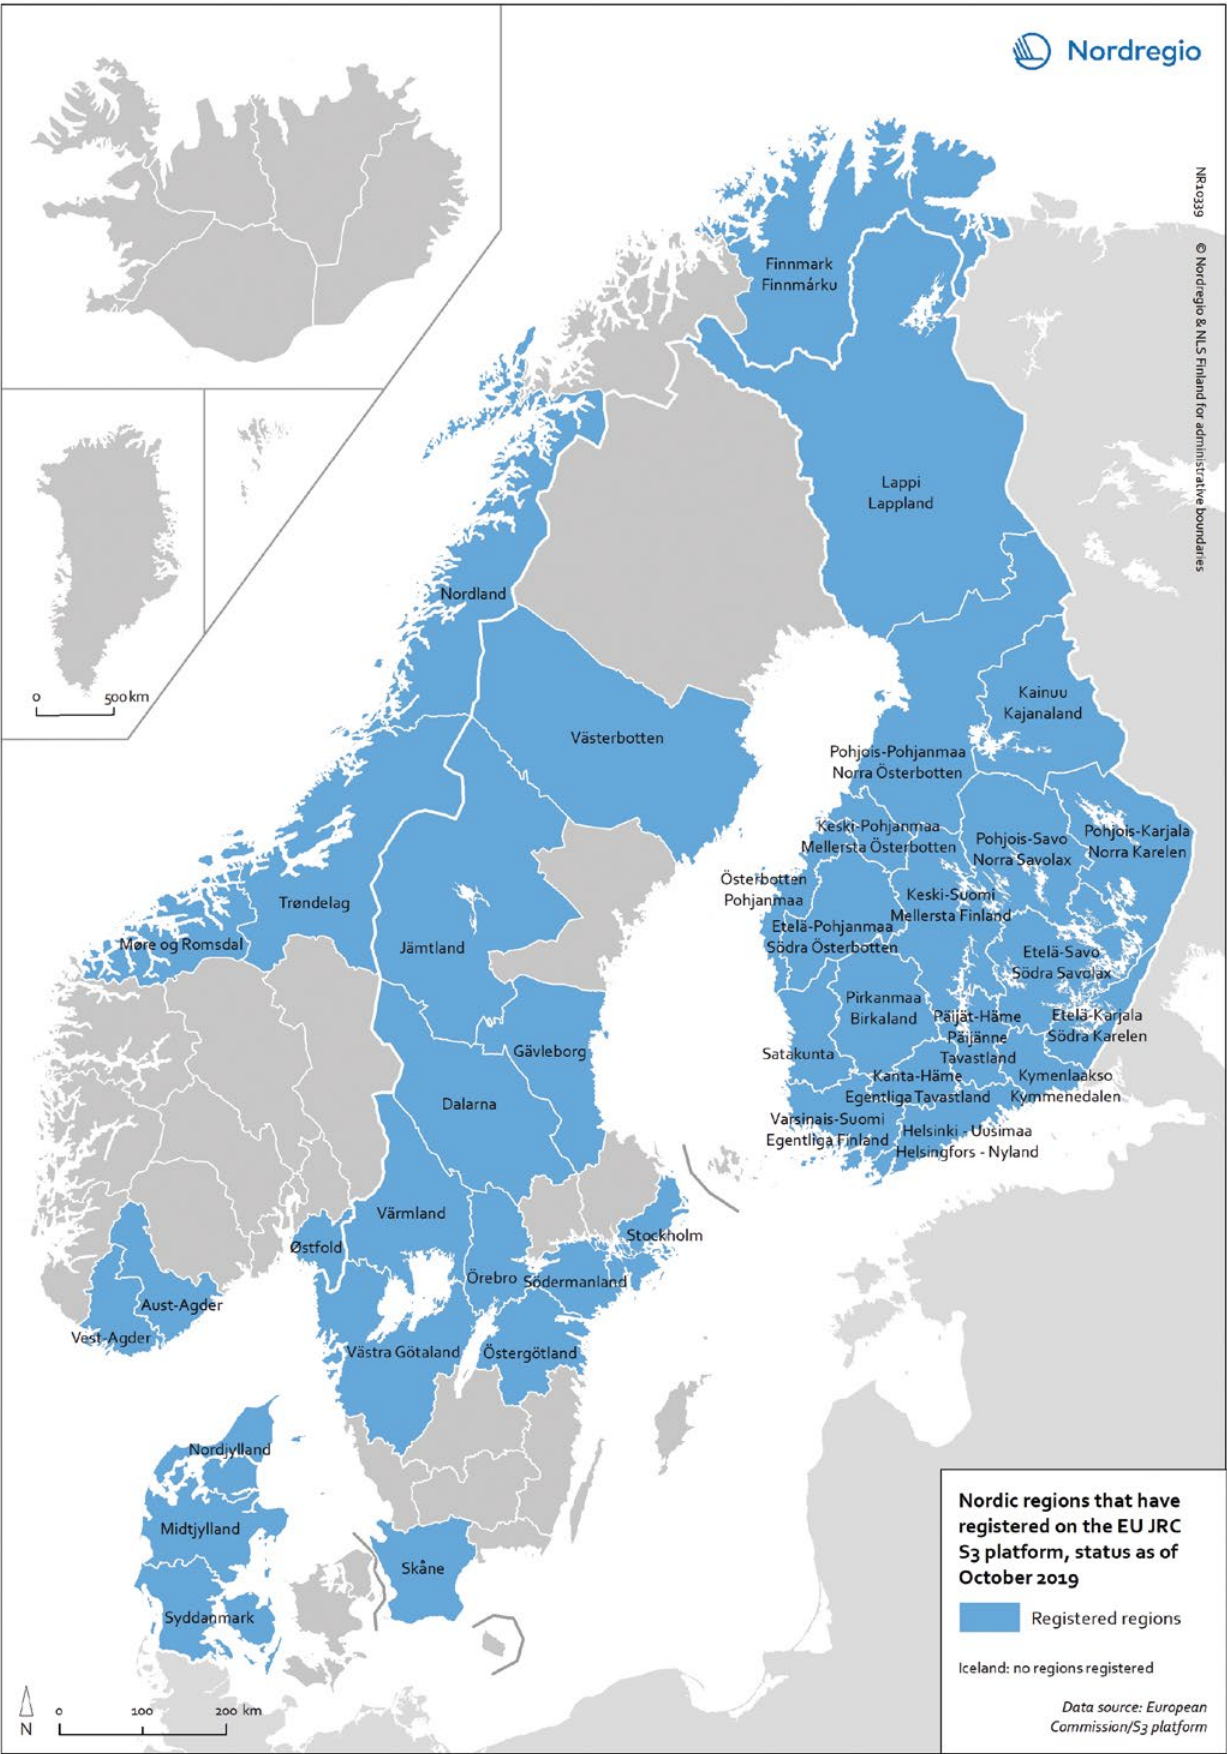 Nordregio
NR10339 © Nordregio & NLS Finland for administrative boundaries
Finnmark
Finnmárku
Lappi
Lappland
Nordland
0 500 km
Kainuu
Kajanaland
Västerbotten
Pohjois-Pohjanmaa
Norra Österbotten
Keski-Pohjanmaa
Mellersta Österbotten
Pohjois-Savo
Norra Savolax
Pohjois-Karjala
Norra Karelen
Österbotten
Pohjanmaa
Keski-Suomi
Mellersta Finland
Trøndelag
Etelä-Pohjanmaa
Södra Österbotten
Møre og Romsdal
Jämtland
Etelä-Savo
Södra Savolax
Pirkanmaa
Birkaland
Päijät-Häme
Päijänne
Tavastland
Etelä-Karjala
Södra Karelen
Gävleborg
Satakunta
Kanta-Häme
Egentliga Tavastland
Kymenlaakso
Kymmenedalen
Dalarna
Varsinais-Suomi
Egentliga Finland
Helsinki - Uusimaa
Helsingfors - Nyland
Värmland
Stockholm
Østfold
Örebro
Södermanland
Aust-Agder
Vest-Agder
Västra Götaland
Östergötland
Nordjylland
Midtjylland
Skåne
Syddanmark
Nordic regions that have
registered on the EU JRC
S3 platform, status as of
October 2019
Registered regions
Iceland: no regions registered
Data source: European
Commission/S3 platform
N
0 100 200 km